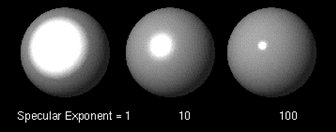 Specular Exponent = 1 10 100